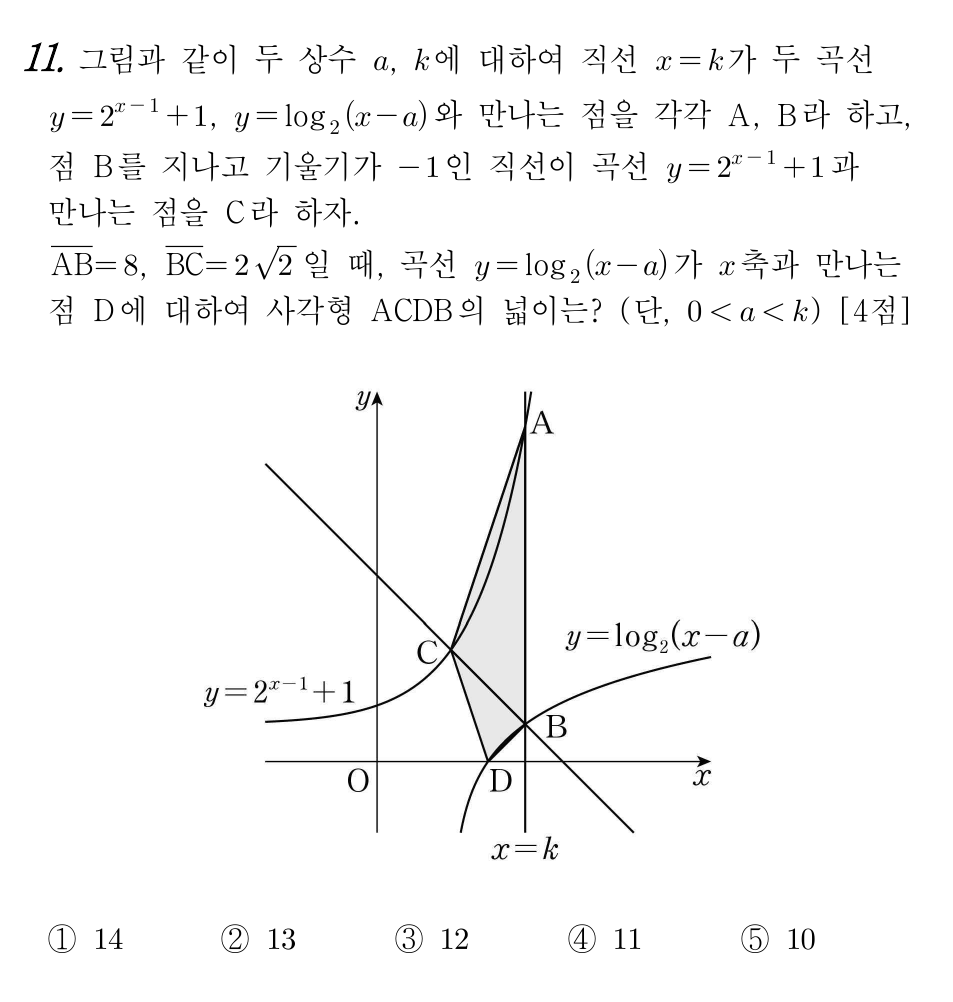 11. 그림과 같이 두 상수 a, k에 대하여 직선 x=k가 두 곡선
y=2^{x-1}+1, y=log₂(x-a)와 만나는 점을 각각 A, B라 하고,
점 B를 지나고 기울기가 -1인 직선이 곡선 y=2^{x-1}+1과
만나는 점을 C라 하자.
\overline{AB}=8, \overline{BC}=2√2일 때, 곡선 y=log₂(x-a)가 x축과 만나는
점 D에 대하여 사각형 ACDB의 넓이는? (단, 0<a<k) [4점]
y
A
C
y=log₂(x-a)
y=2^{x-1}+1
B
O
D
x
x=k
① 14 ② 13 ③ 12 ④ 11 ⑤ 10